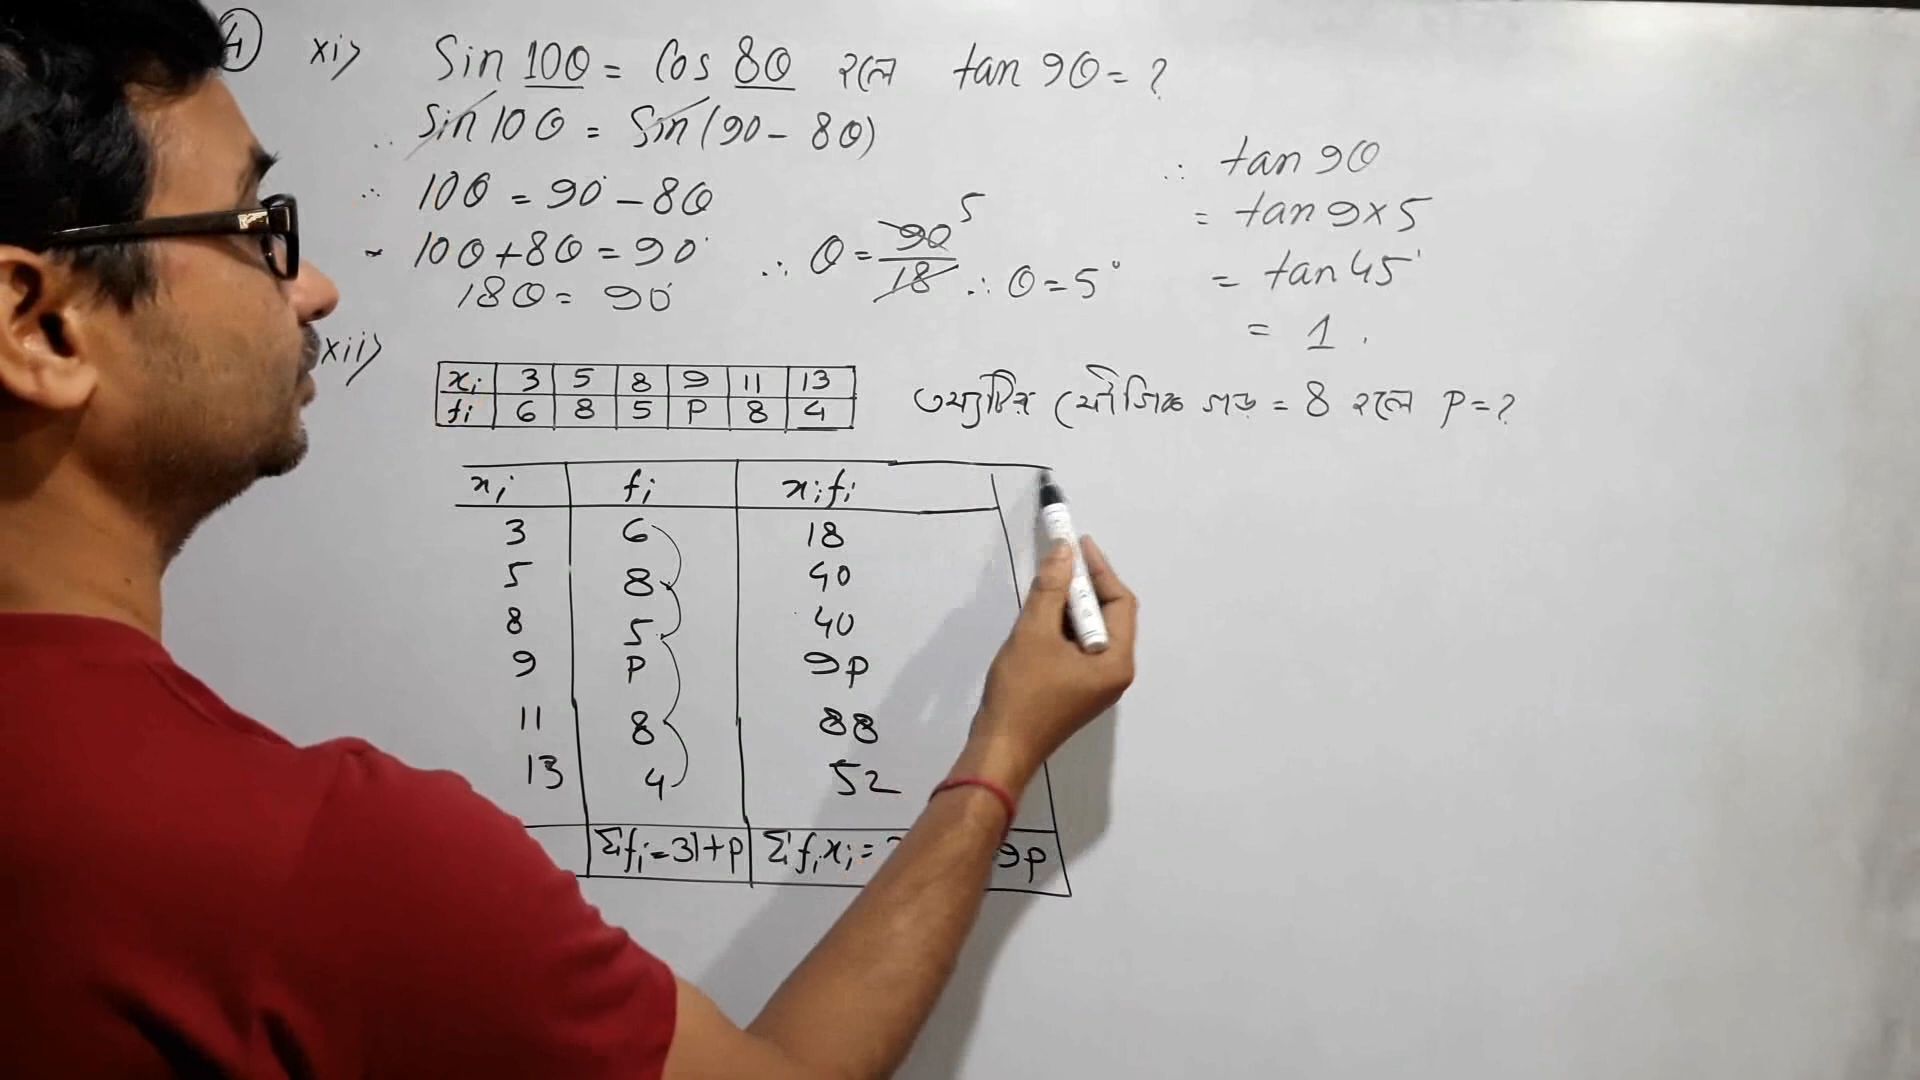 4 xi> Sin 10θ = Cos 8θ হলে tan 9θ = ?
∴ Sin 10θ = Sin (90 - 8θ)
∴ 10θ = 90° - 8θ
10θ + 8θ = 90°
18θ = 90°
∴ θ = 90/18 5 ∴ θ = 5°
∴ tan 9θ
= tan 9 × 5
= tan 45°
= 1.
xii>
xi 3 5 8 9 11 13
fi 6 8 5 P 8 4
তথ্যটির যৌগিক গড় = 8 হলে P = ?
xi fi xifi
3 6 18
5 8 40
8 5 40
9 P 9P
11 8 88
13 4 52
Σfi = 31 + P Σfixi = 9P